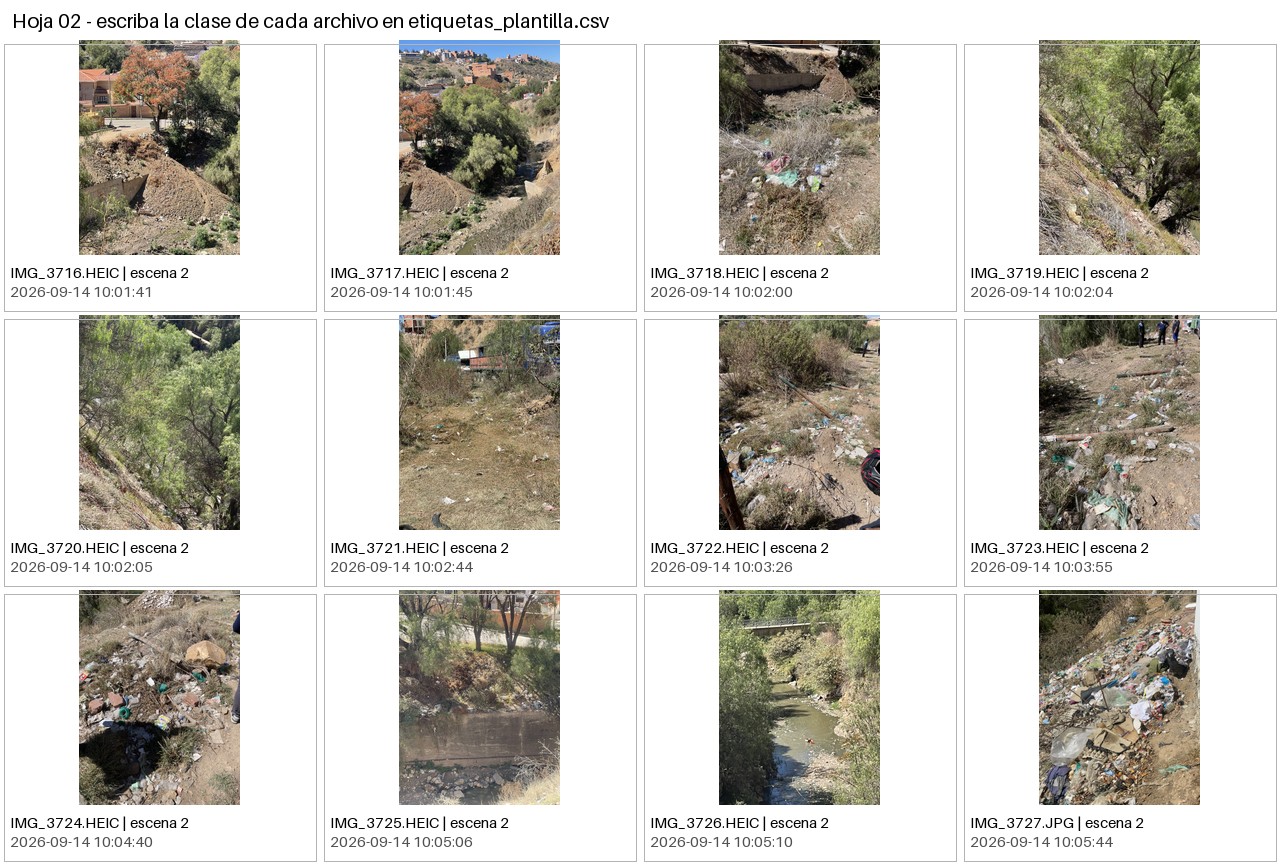 Hoja 02 - escriba la clase de cada archivo en etiquetas_plantilla.csv
IMG_3716.HEIC | escena 2
2026-09-14 10:01:41
IMG_3717.HEIC | escena 2
2026-09-14 10:01:45
IMG_3718.HEIC | escena 2
2026-09-14 10:02:00
IMG_3719.HEIC | escena 2
2026-09-14 10:02:04
IMG_3720.HEIC | escena 2
2026-09-14 10:02:05
IMG_3721.HEIC | escena 2
2026-09-14 10:02:44
IMG_3722.HEIC | escena 2
2026-09-14 10:03:26
IMG_3723.HEIC | escena 2
2026-09-14 10:03:55
IMG_3724.HEIC | escena 2
2026-09-14 10:04:40
IMG_3725.HEIC | escena 2
2026-09-14 10:05:06
IMG_3726.HEIC | escena 2
2026-09-14 10:05:10
IMG_3727.JPG | escena 2
2026-09-14 10:05:44